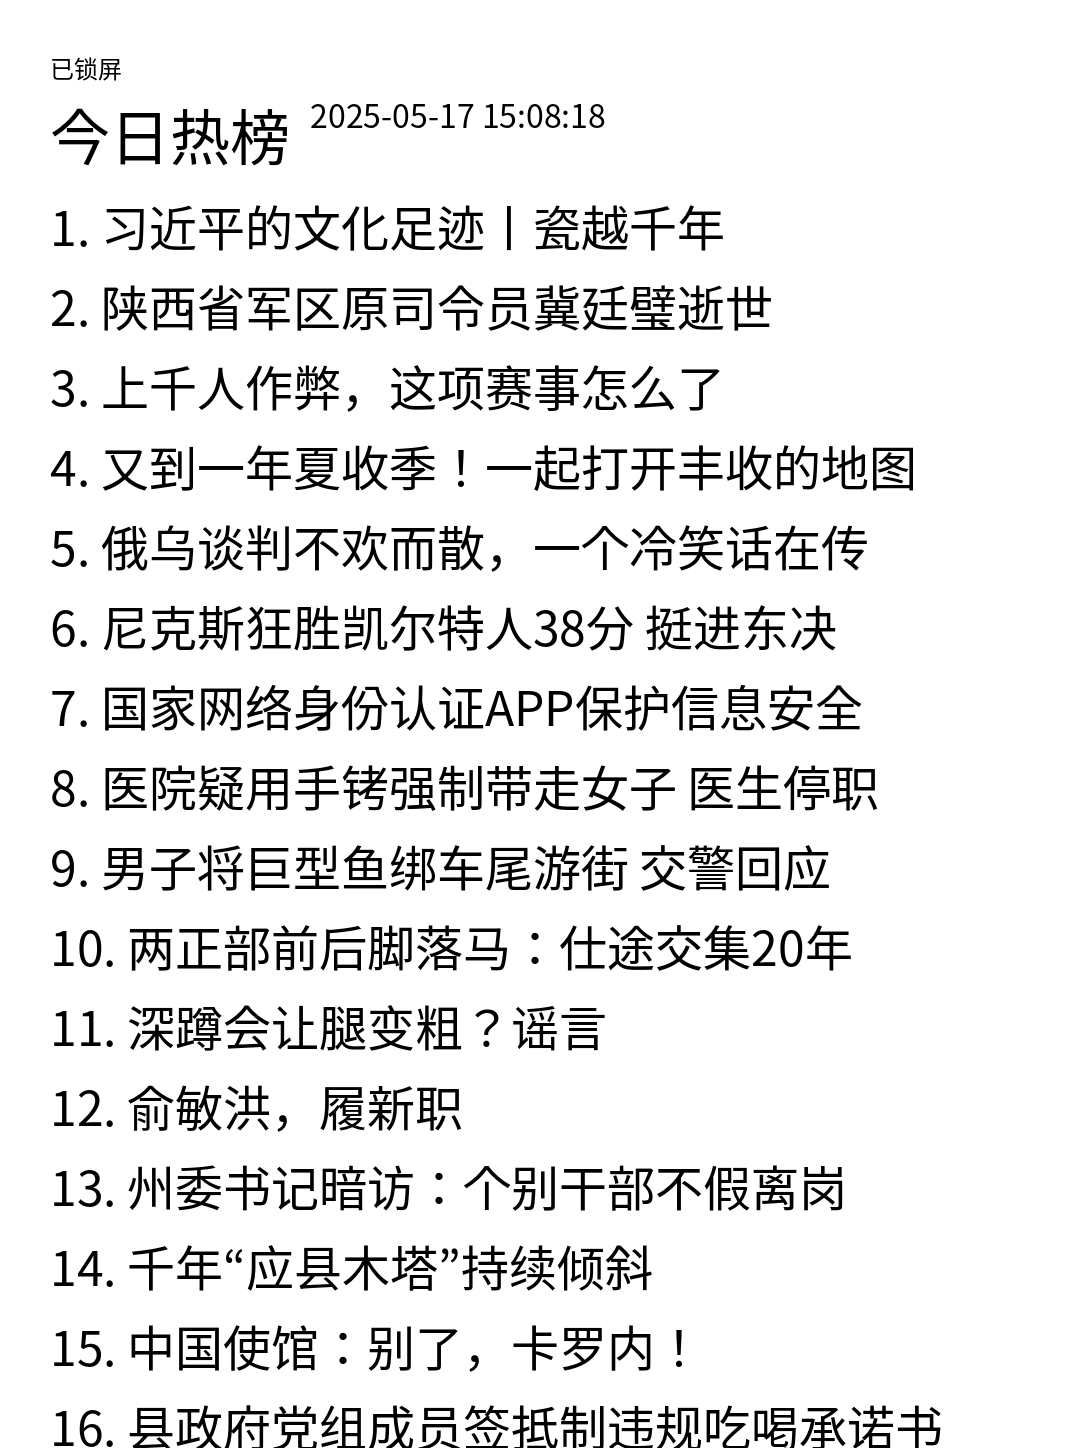 已锁屏
今日热榜 2025-05-17 15:08:18
1. 习近平的文化足迹丨瓷越千年
2. 陕西省军区原司令员冀廷璧逝世
3. 上千人作弊，这项赛事怎么了
4. 又到一年夏收季！一起打开丰收的地图
5. 俄乌谈判不欢而散，一个冷笑话在传
6. 尼克斯狂胜凯尔特人38分 挺进东决
7. 国家网络身份认证APP保护信息安全
8. 医院疑用手铐强制带走女子 医生停职
9. 男子将巨型鱼绑车尾游街 交警回应
10. 两正部前后脚落马：仕途交集20年
11. 深蹲会让腿变粗？谣言
12. 俞敏洪，履新职
13. 州委书记暗访：个别干部不假离岗
14. 千年“应县木塔”持续倾斜
15. 中国使馆：别了，卡罗内！
16. 县政府党组成员签抵制违规吃喝承诺书